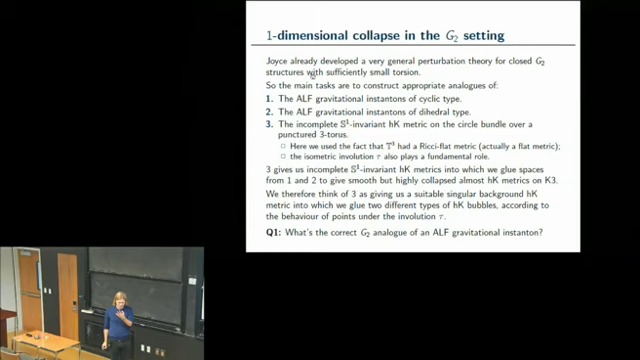 1-dimensional collapse in the G₂ setting
Joyce already developed a very general perturbation theory for closed G₂
structures with sufficiently small torsion.
So the main tasks are to construct appropriate analogues of:
1. The ALF gravitational instantons of cyclic type.
2. The ALF gravitational instantons of dihedral type.
3. The incomplete S¹-invariant hK metric on the circle bundle over a
punctured 3-torus.
□ Here we used the fact that T³ had a Ricci-flat metric (actually a flat metric);
□ the isometric involution τ also plays a fundamental role.
3 gives us incomplete S¹-invariant hK metrics into which we glue spaces
from 1 and 2 to give smooth but highly collapsed almost hK metrics on K3.
We therefore think of 3 as giving us a suitable singular background hK
metric into which we glue two different types of hK bubbles, according to
the behaviour of points under the involution τ.
Q1: What's the correct G₂ analogue of an ALF gravitational instanton?